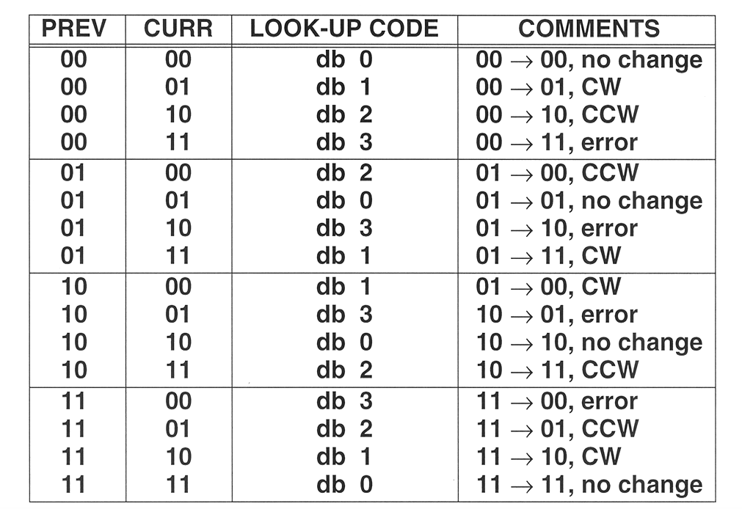 PREV CURR LOOK-UP CODE COMMENTS
00 00 db 0 00 → 00, no change
00 01 db 1 00 → 01, CW
00 10 db 2 00 → 10, CCW
00 11 db 3 00 → 11, error
01 00 db 2 01 → 00, CCW
01 01 db 0 01 → 01, no change
01 10 db 3 01 → 10, error
01 11 db 1 01 → 11, CW
10 00 db 1 01 → 00, CW
10 01 db 3 10 → 01, error
10 10 db 0 10 → 10, no change
10 11 db 2 10 → 11, CCW
11 00 db 3 11 → 00, error
11 01 db 2 11 → 01, CCW
11 10 db 1 11 → 10, CW
11 11 db 0 11 → 11, no change